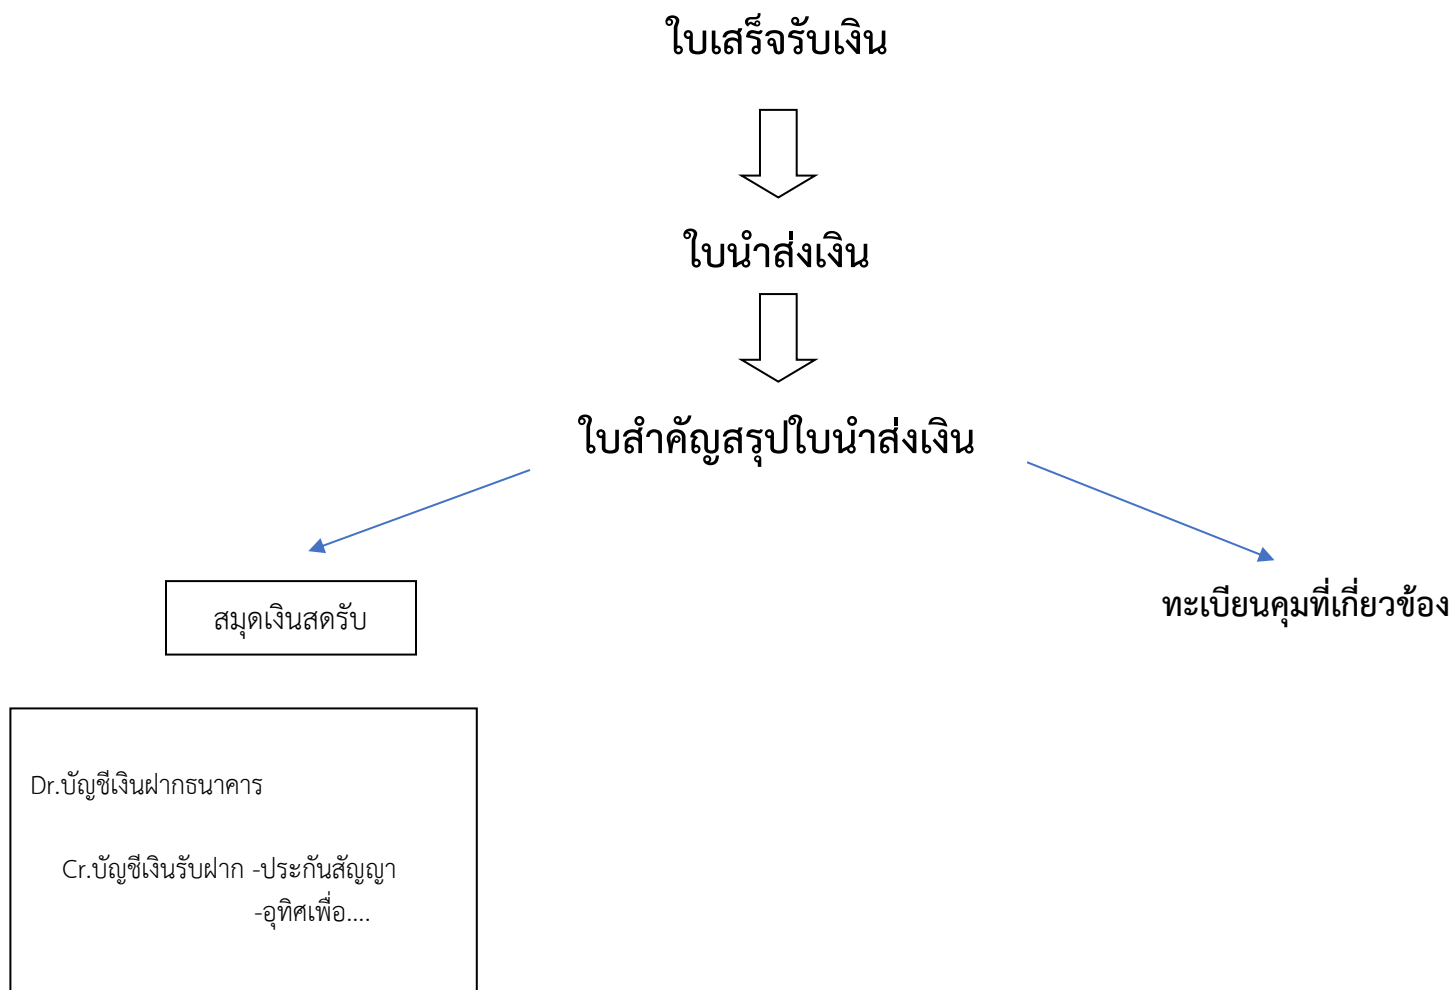 ใบเสร็จรับเงิน
ใบนำส่งเงิน
ใบสำคัญสรุปใบนำส่งเงิน
สมุดเงินสดรับ
ทะเบียนคุมที่เกี่ยวข้อง
Dr.บัญชีเงินฝากธนาคาร
Cr.บัญชีเงินรับฝาก -ประกันสัญญา
-อุทิศเพื่อ....